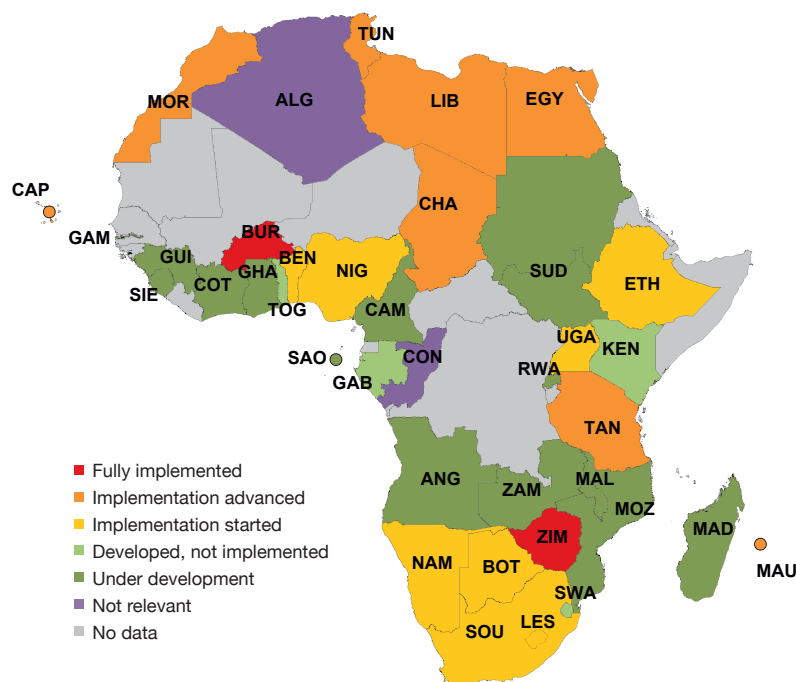 TUN
MOR
ALG
LIB
EGY
CAP
CHA
GAM
BUR
GUI
BEN
GHA
NIG
SUD
ETH
SIE
COT
TOG
CAM
UGA
KEN
SAO
CON
RWA
GAB
TAN
Fully implemented
Implementation advanced
Implementation started
Developed, not implemented
Under development
Not relevant
No data
ANG
ZAM
MAL
MOZ
MAD
ZIM
MAU
NAM
BOT
SWA
SOU
LES